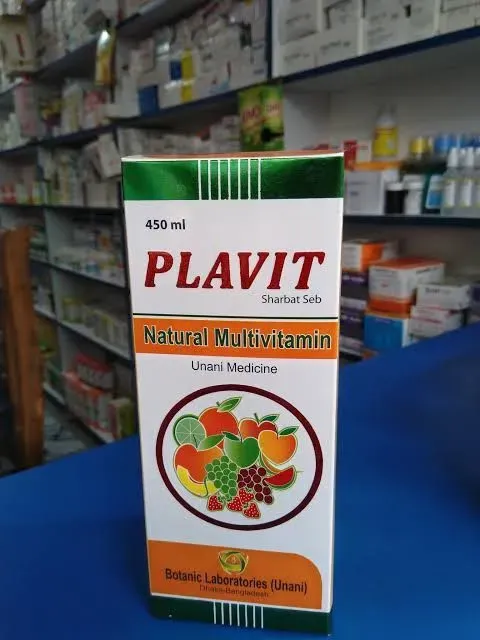 450 ml
PLAVIT
Sharbat Seb
Natural Multivitamin
Unani Medicine
Botanic Laboratories (Unani)
Dhaka-Bangladesh